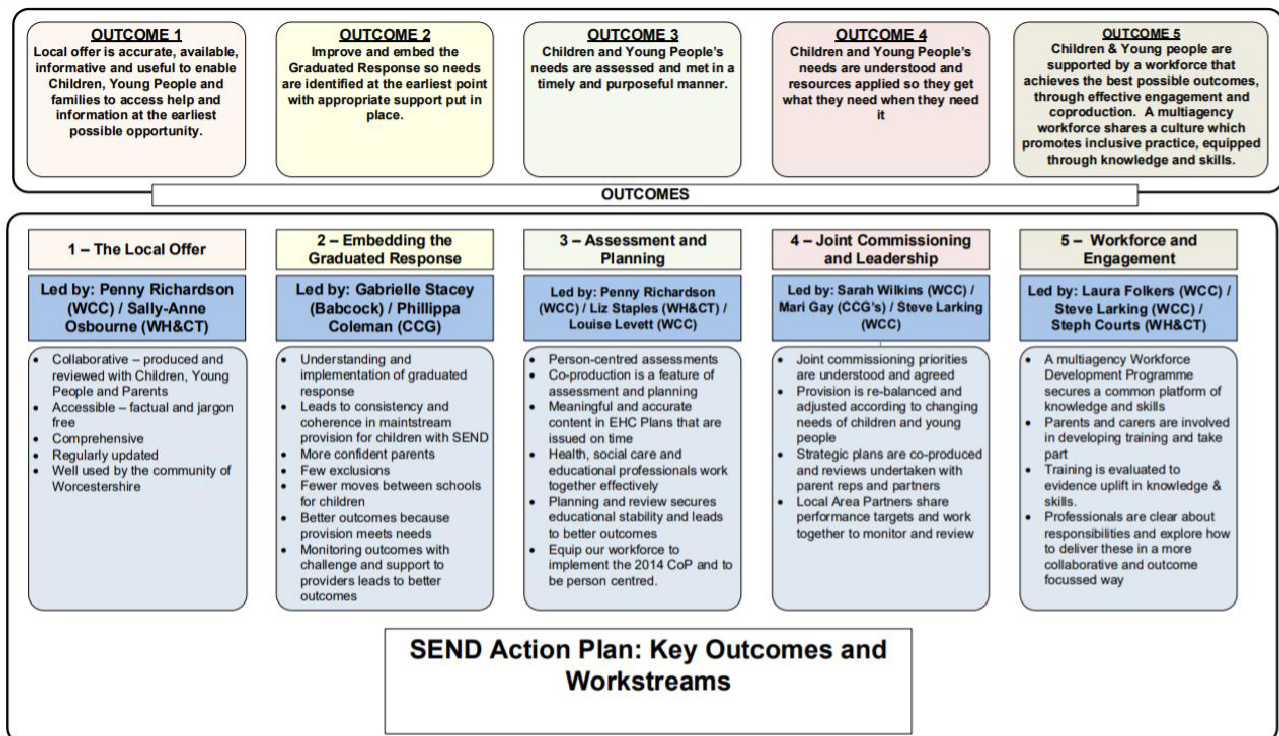 OUTCOME 1
Local offer is accurate, available,
informative and useful to enable
Children, Young People and
families to access help and
information at the earliest
possible opportunity.
OUTCOME 2
Improve and embed the
Graduated Response so needs
are identified at the earliest point
with appropriate support put in
place.
OUTCOME 3
Children and Young People's
needs are assessed and met in a
timely and purposeful manner.
OUTCOME 4
Children and Young People's
needs are understood and
resources applied so they get
what they need when they need
it
OUTCOME 5
Children & Young people are
supported by a workforce that
achieves the best possible outcomes,
through effective engagement and
coproduction. A multiagency
workforce shares a culture which
promotes inclusive practice, equipped
through knowledge and skills.
OUTCOMES
1 – The Local Offer
Led by: Penny Richardson
(WCC) / Sally-Anne
Osbourne (WH&CT)
• Collaborative – produced and
reviewed with Children, Young
People and Parents
• Accessible – factual and jargon
free
• Comprehensive
• Regularly updated
• Well used by the community of
Worcestershire
2 – Embedding the
Graduated Response
Led by: Gabrielle Stacey
(Babcock) / Phillippa
Coleman (CCG)
• Understanding and
implementation of graduated
response
• Leads to consistency and
coherence in mainstream
provision for children with SEND
• More confident parents
• Few exclusions
• Fewer moves between schools
for children
• Better outcomes because
provision meets needs
• Monitoring outcomes with
challenge and support to
providers leads to better
outcomes
3 – Assessment and
Planning
Led by: Penny Richardson
(WCC) / Liz Staples (WH&CT) /
Louise Levett (WCC)
• Person-centred assessments
• Co-production is a feature of
assessment and planning
• Meaningful and accurate
content in EHC Plans that are
issued on time
• Health, social care and
educational professionals work
together effectively
• Planning and review secures
educational stability and leads
to better outcomes
• Equip our workforce to
implement the 2014 CoP and to
be person centred.
4 – Joint Commissioning
and Leadership
Led by: Sarah Wilkins (WCC) /
Mari Gay (CCG's) / Steve Larking
(WCC)
• Joint commissioning priorities
are understood and agreed
• Provision is re-balanced and
adjusted according to changing
needs of children and young
people
• Strategic plans are co-produced
and reviews undertaken with
parent reps and partners
• Local Area Partners share
performance targets and work
together to monitor and review
5 – Workforce and
Engagement
Led by: Laura Folkers (WCC) /
Steve Larking (WCC) /
Steph Courts (WH&CT)
• A multiagency Workforce
Development Programme
secures a common platform of
knowledge and skills
• Parents and carers are involved
in developing training and take
part
• Training is evaluated to
evidence uplift in knowledge &
skills.
• Professionals are clear about
responsibilities and explore how
to deliver these in a more
collaborative and outcome
focussed way
SEND Action Plan: Key Outcomes and
Workstreams